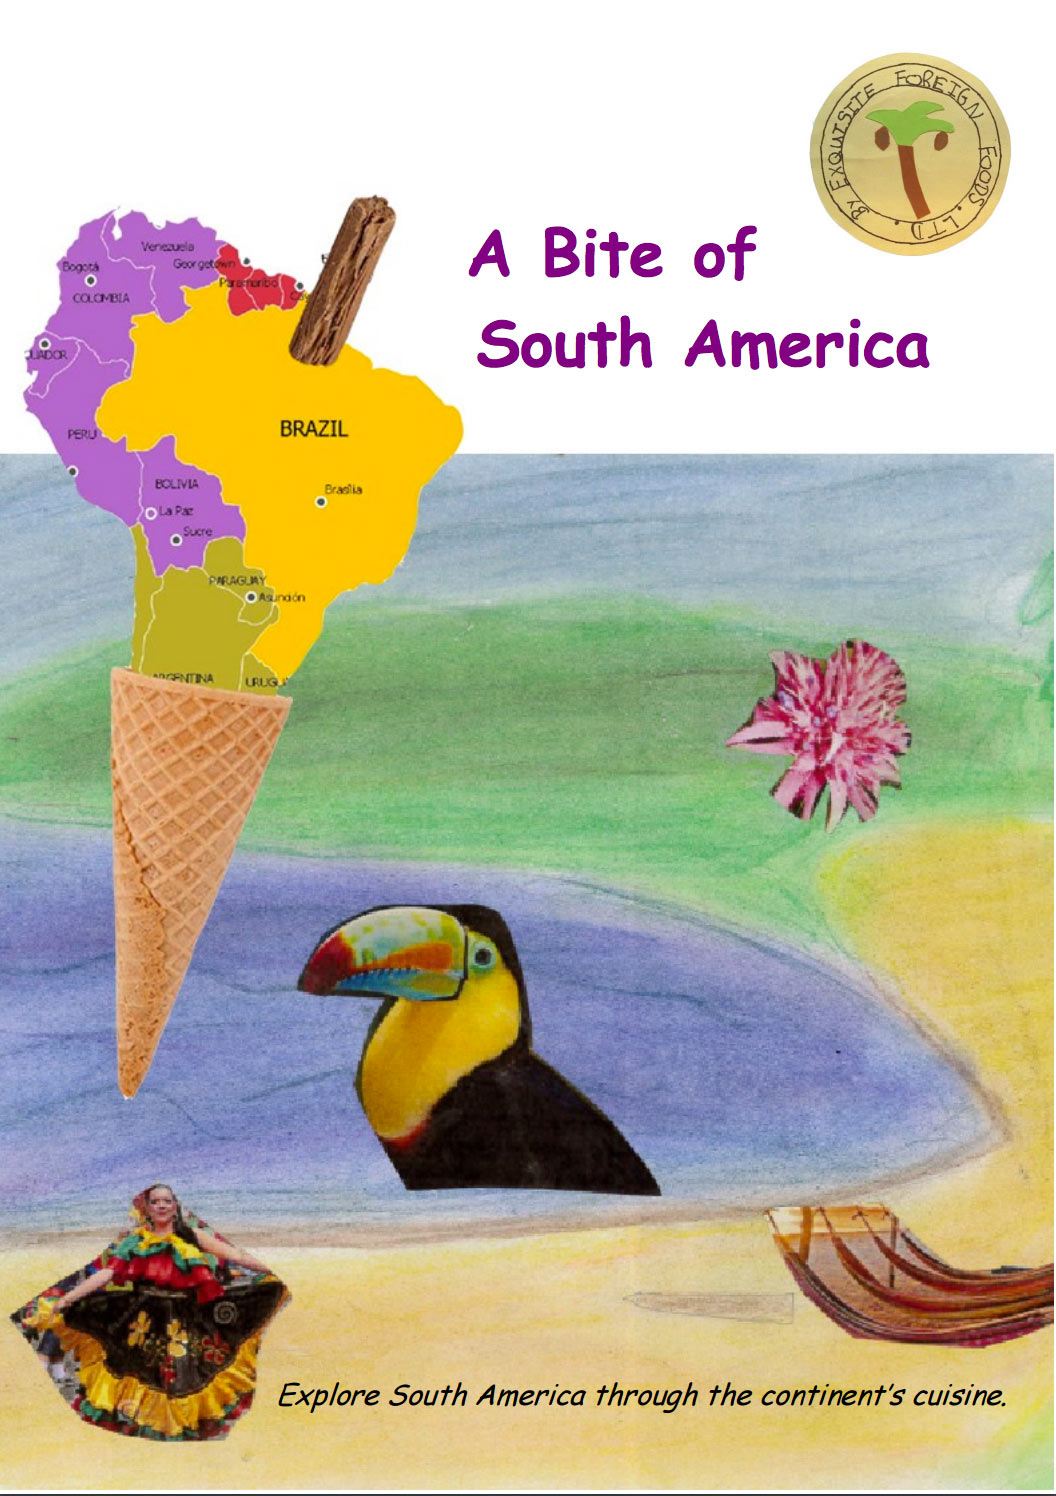 BY EXQUISITE FOREIGN FOODS. LTD.
A Bite of
South America
Venezuela
Bogotá
Georgetown
COLOMBIA
Paramaribo
UADOR
BRAZIL
PERU
BOLIVIA
Brasília
La Paz
Sucre
PARAGUAY
Asunción
ARGENTINA
URUGU
Explore South America through the continent's cuisine.